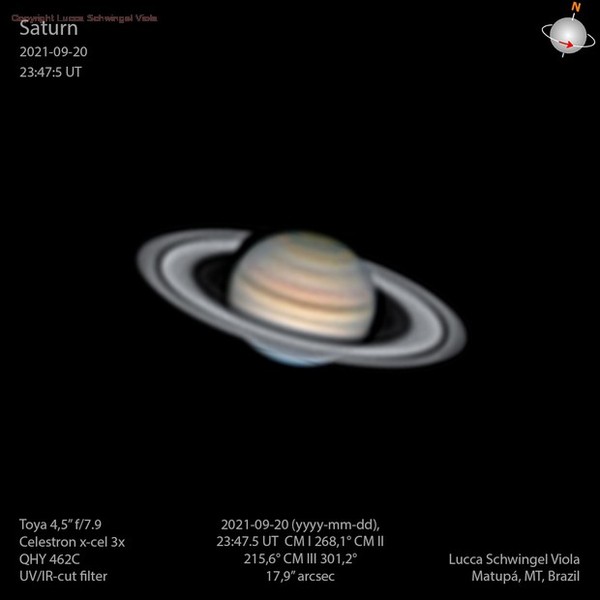 Copyright Lucca Schwingel Viola
Saturn
2021-09-20
23:47:5 UT
N
Toya 4,5” f/7.9
Celestron x-cel 3x
QHY 462C
UV/IR-cut filter
2021-09-20 (yyyy-mm-dd),
23:47.5 UT CM I 268,1° CM II
215,6° CM III 301,2°
17,9” arcsec
Lucca Schwingel Viola
Matupá, MT, Brazil